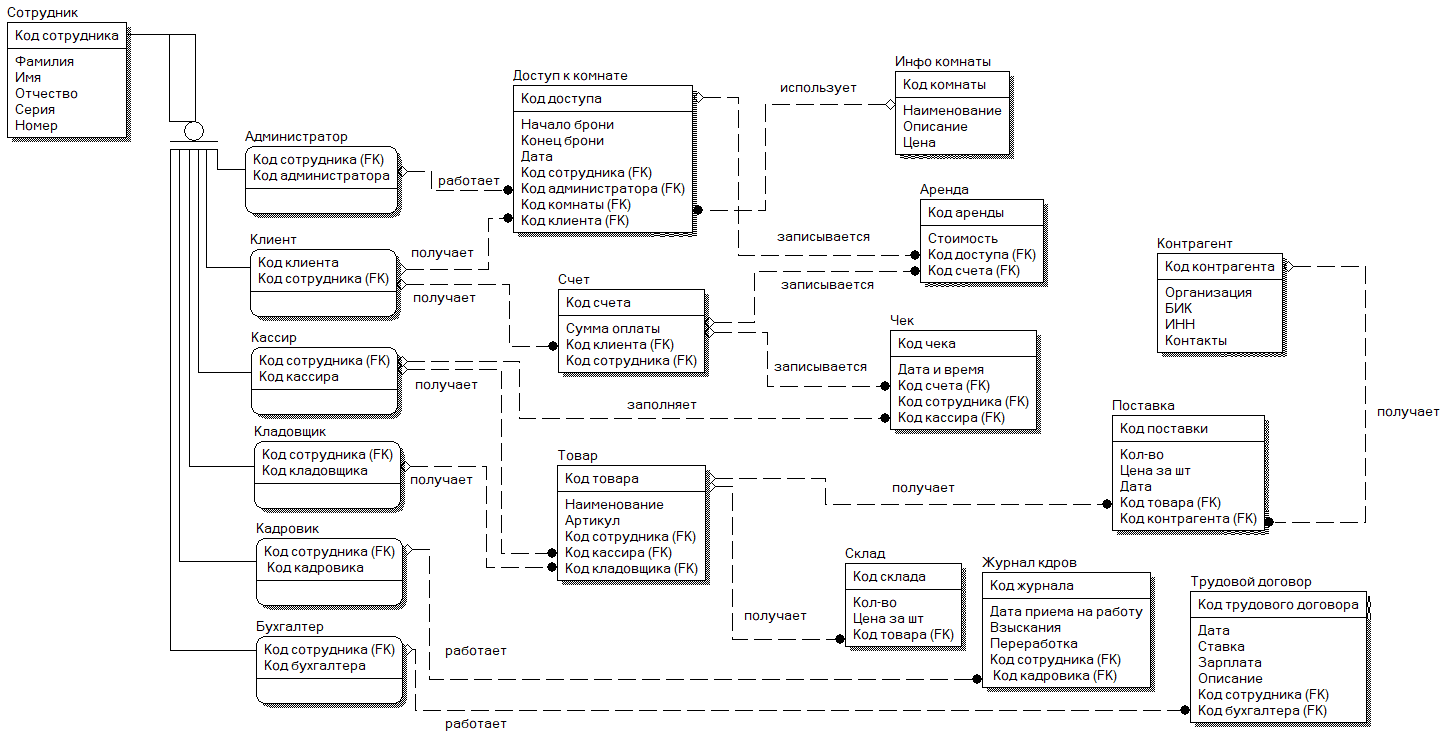 Сотрудник
Код сотрудника
Фамилия
Имя
Отчество
Серия
Номер
Администратор
Код сотрудника (FK)
Код администратора
Клиент
Код клиента
Код сотрудника (FK)
Кассир
Код сотрудника (FK)
Код кассира
Кладовщик
Код сотрудника (FK)
Код кладовщика
Кадровик
Код сотрудника (FK)
Код кадровика
Бухгалтер
Код сотрудника (FK)
Код бухгалтера
работает
получает
получает
получает
получает
работает
работает
Доступ к комнате
Код доступа
Начало брони
Конец брони
Дата
Код сотрудника (FK)
Код администратора (FK)
Код комнаты (FK)
Код клиента (FK)
Счет
Код счета
Сумма оплаты
Код клиента (FK)
Код сотрудника (FK)
заполняет
Товар
Код товара
Наименование
Артикул
Код сотрудника (FK)
Код кассира (FK)
Код кладовщика (FK)
использует
записывается
записывается
записывается
получает
получает
Инфо комнаты
Код комнаты
Наименование
Описание
Цена
Аренда
Код аренды
Стоимость
Код доступа (FK)
Код счета (FK)
Чек
Код чека
Дата и время
Код счета (FK)
Код сотрудника (FK)
Код кассира (FK)
Склад
Код склада
Кол-во
Цена за шт
Код товара (FK)
Журнал кдров
Код журнала
Дата приема на работу
Взыскания
Переработка
Код сотрудника (FK)
Код кадровика (FK)
Контрагент
Код контрагента
Организация
БИК
ИНН
Контакты
получает
Поставка
Код поставки
Кол-во
Цена за шт
Дата
Код товара (FK)
Код контрагента (FK)
Трудовой договор
Код трудового договора
Дата
Ставка
Зарплата
Описание
Код сотрудника (FK)
Код бухгалтера (FK)